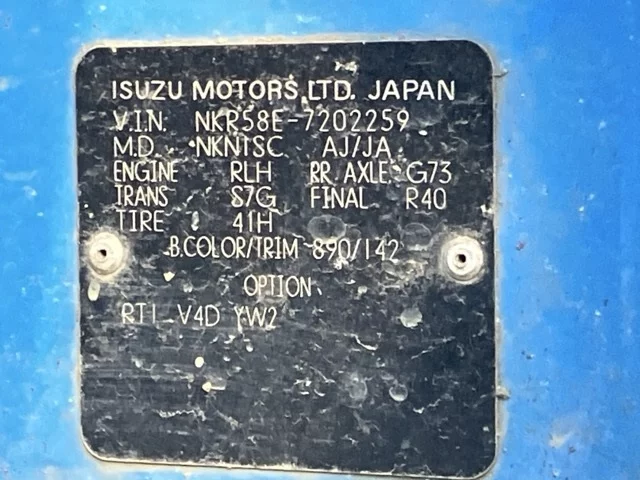 ISUZU MOTORS, LTD. JAPAN
V.I.N. NKR58E-7202259
M.D. NKN1SC AJ/JA
ENGINE RLH RR. AXLE G73
TRANS S7G FINAL R40
TIRE 41H
B.COLOR/TRIM 890/142
OPTION
RT1 V4D YW2